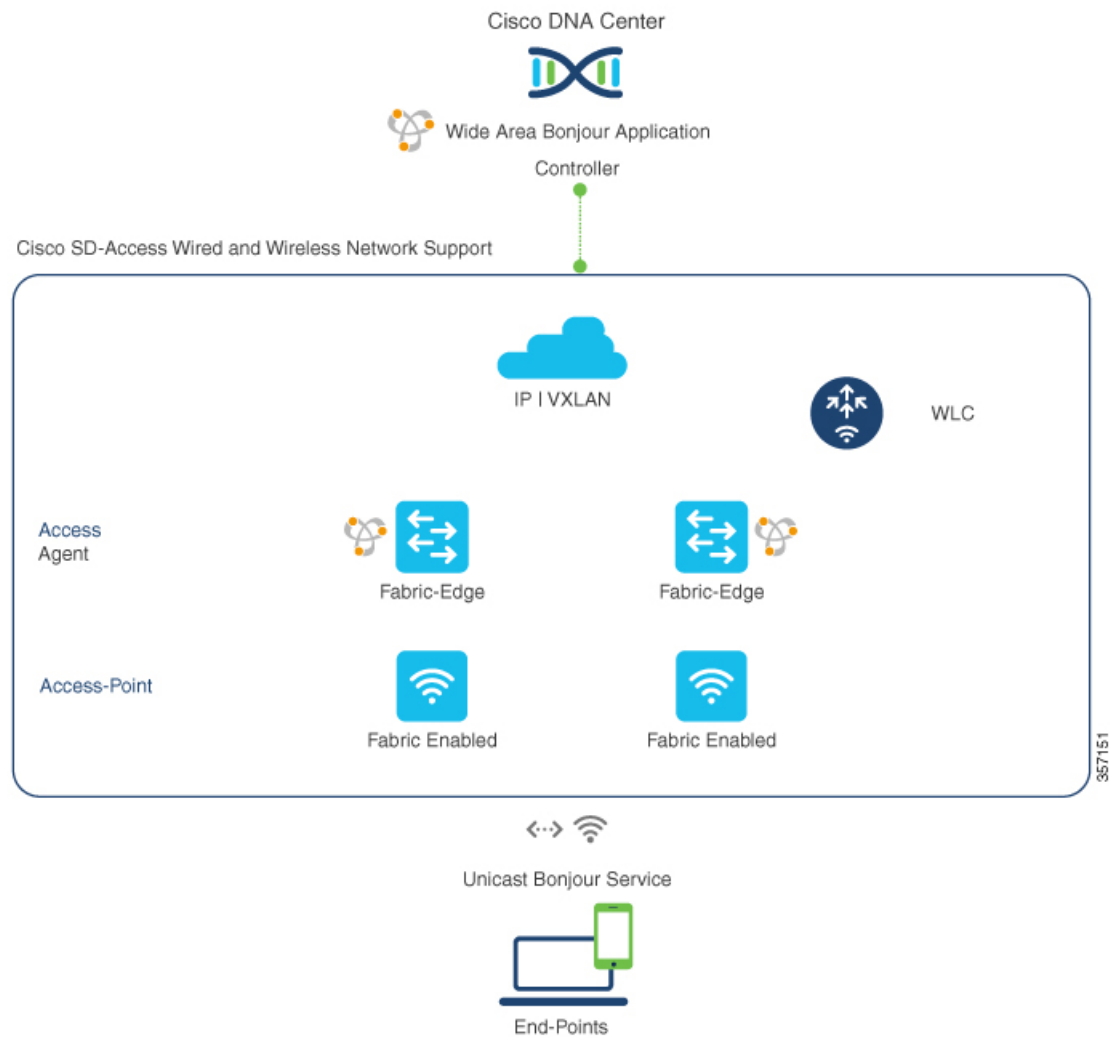 Cisco DNA Center
Wide Area Bonjour Application
Controller
Cisco SD-Access Wired and Wireless Network Support
IP | VXLAN
WLC
Access
Agent
Fabric-Edge
Fabric-Edge
Access-Point
Fabric Enabled
Fabric Enabled
357151
Unicast Bonjour Service
End-Points